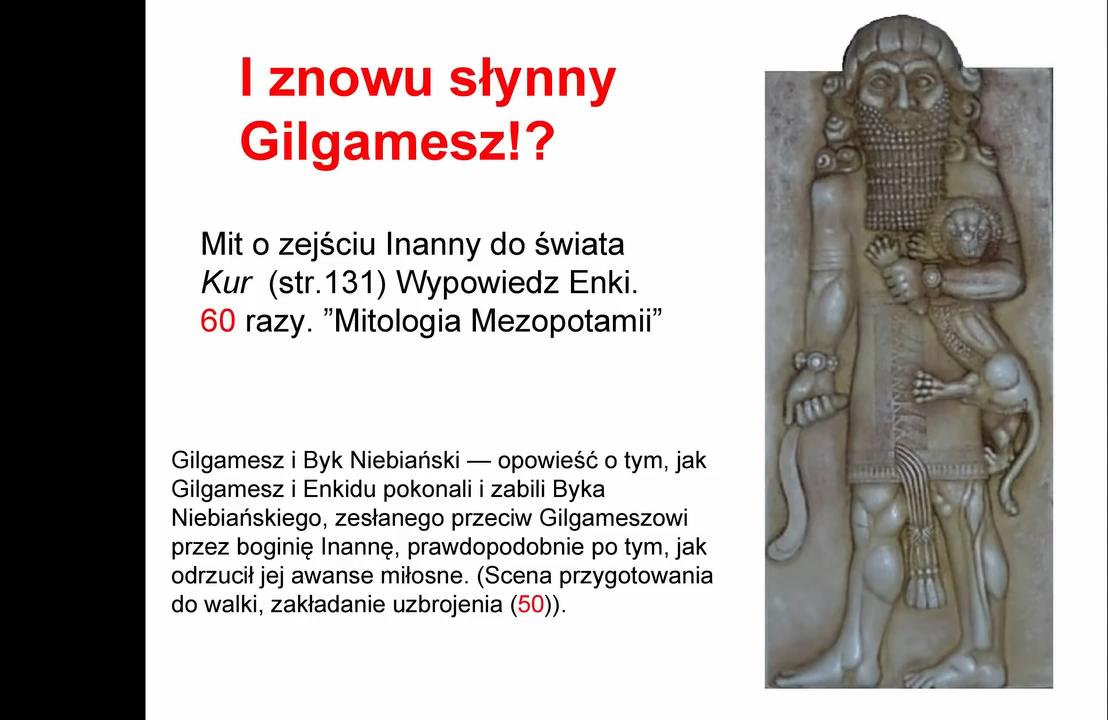 I znowu słynny
Gilgamesz!?
Mit o zejściu Inanny do świata
Kur (str.131) Wypowiedz Enki.
60 razy. ”Mitologia Mezopotamii”
Gilgamesz i Byk Niebiański — opowieść o tym, jak
Gilgamesz i Enkidu pokonali i zabili Byka
Niebiańskiego, zesłanego przeciw Gilgameszowi
przez boginię Inannę, prawdopodobnie po tym, jak
odrzucił jej awanse miłosne. (Scena przygotowania
do walki, zakładanie uzbrojenia (50)).